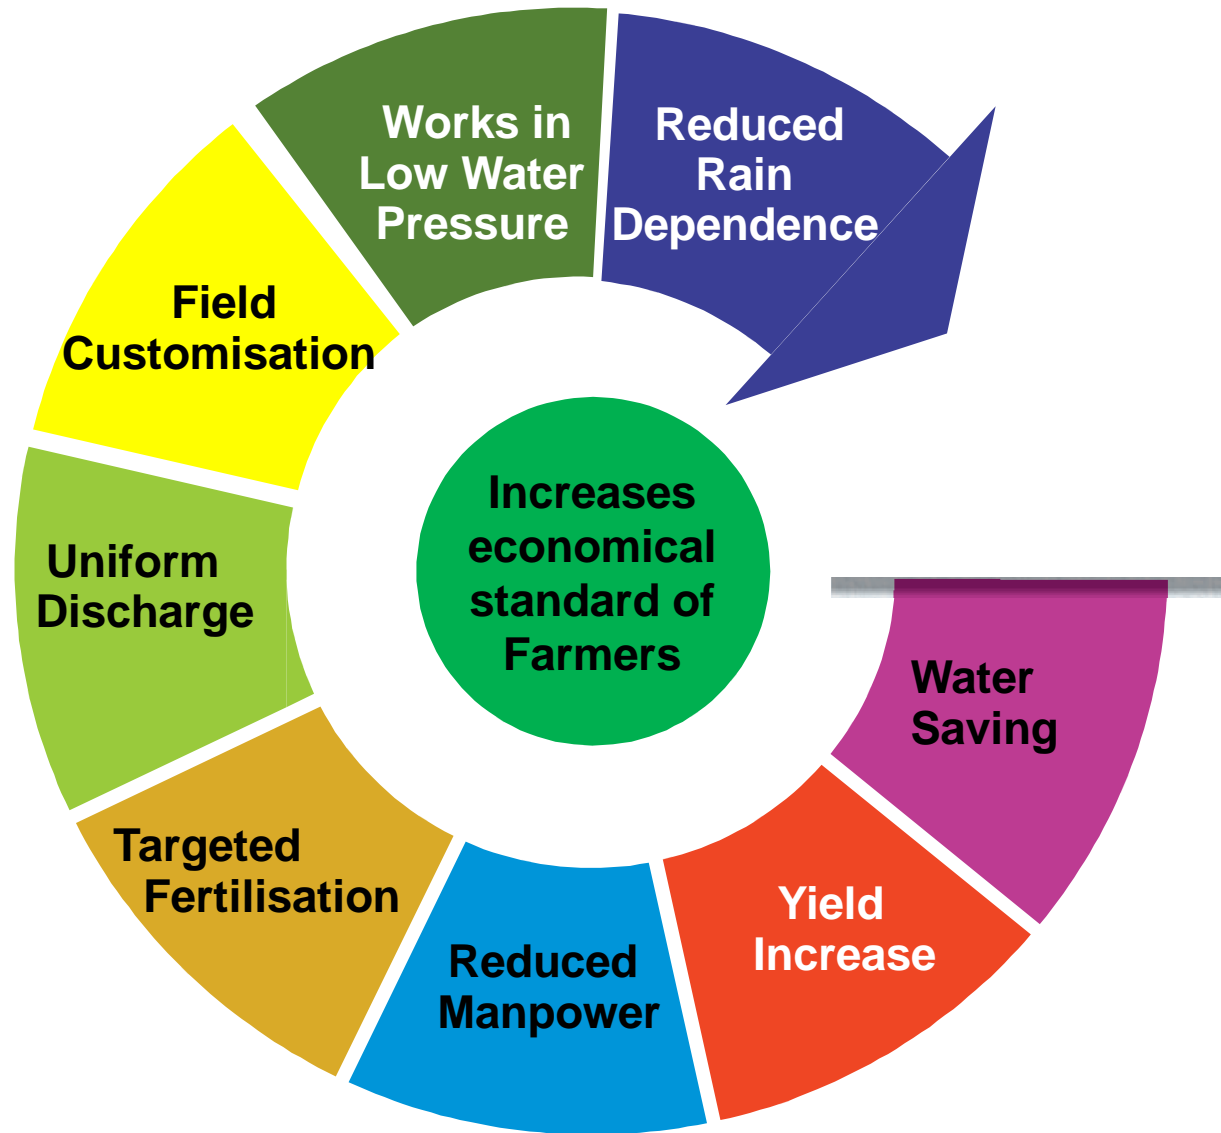 Works in
Low Water
Pressure
Reduced
Rain
Dependence
Field
Customisation
Uniform
Discharge
Increases
economical
standard of
Farmers
Water
Saving
Targeted
Fertilisation
Reduced
Manpower
Yield
Increase